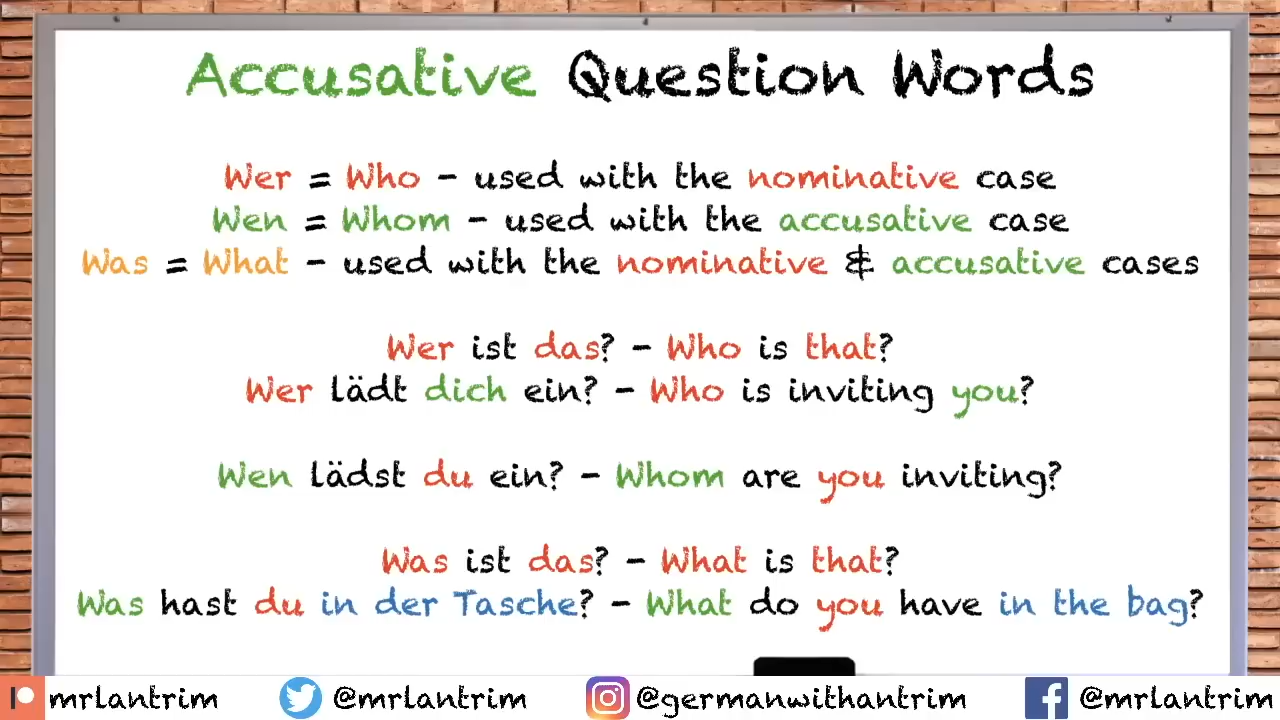 Accusative Question Words
Wer = Who - used with the nominative case
Wen = Whom - used with the accusative case
Was = What - used with the nominative & accusative cases
Wer ist das? - Who is that?
Wer lädt dich ein? - Who is inviting you?
Wen lädst du ein? - Whom are you inviting?
Was ist das? - What is that?
Was hast du in der Tasche? - What do you have in the bag?
mrlantrim @mrlantrim @germanwithantrim @mrlantrim